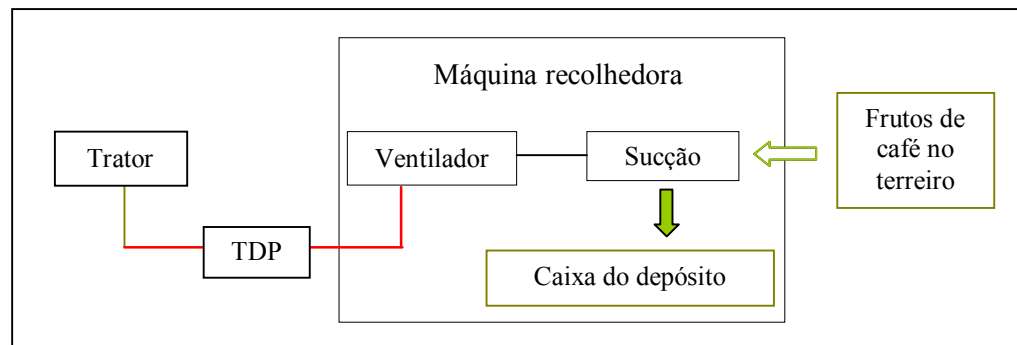 Máquina recolhedora
Trator
Ventilador
Sucção
Frutos de
café no
terreiro
TDP
Caixa do depósito